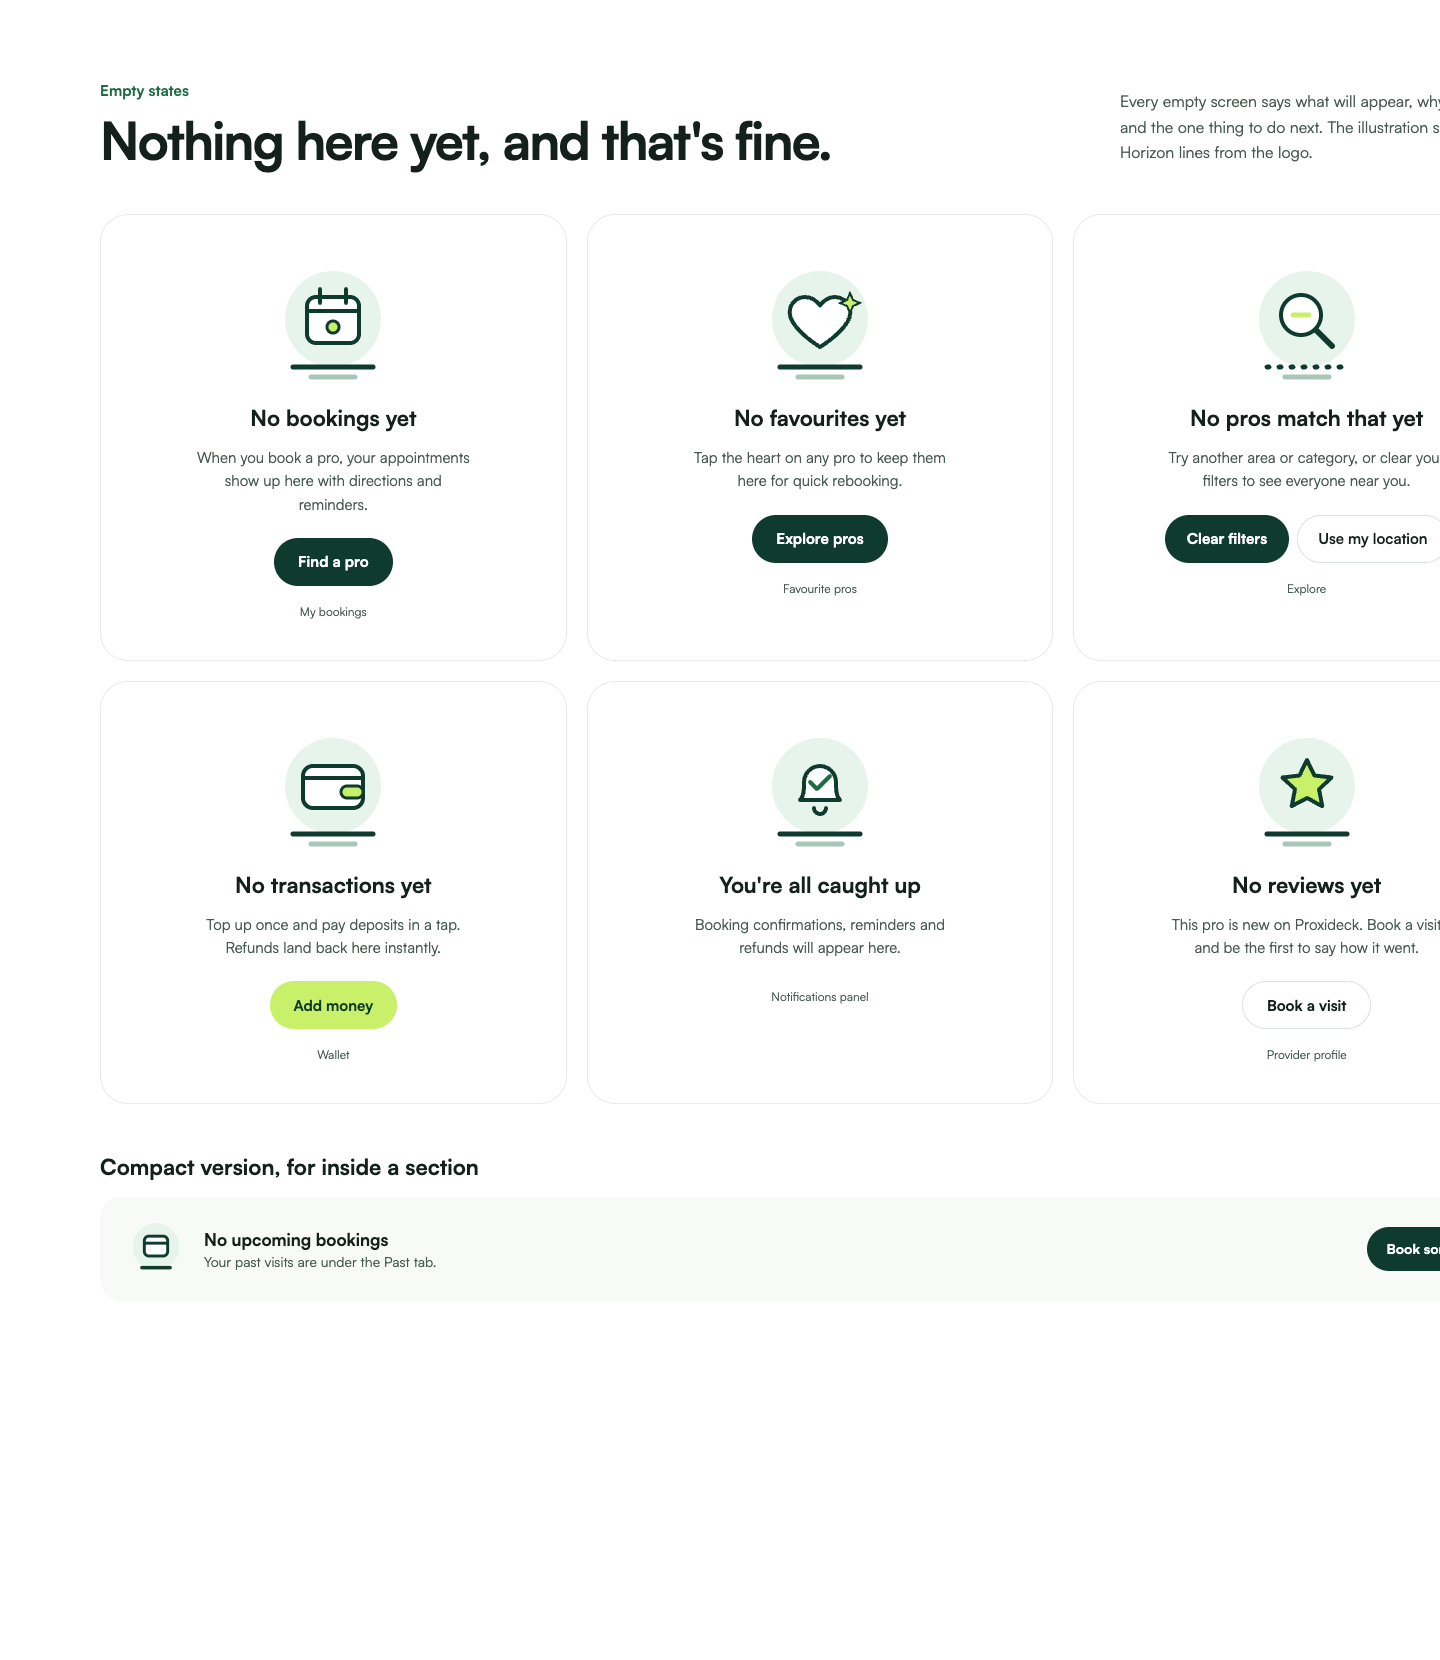 Empty states
Nothing here yet, and that's fine.
Every empty screen says what will appear, why
and the one thing to do next. The illustration s
Horizon lines from the logo.
No bookings yet
When you book a pro, your appointments
show up here with directions and
reminders.
Find a pro
My bookings
No favourites yet
Tap the heart on any pro to keep them
here for quick rebooking.
Explore pros
Favourite pros
No pros match that yet
Try another area or category, or clear you
filters to see everyone near you.
Clear filters
Use my location
Explore
No transactions yet
Top up once and pay deposits in a tap.
Refunds land back here instantly.
Add money
Wallet
You're all caught up
Booking confirmations, reminders and
refunds will appear here.
Notifications panel
No reviews yet
This pro is new on Proxideck. Book a visit
and be the first to say how it went.
Book a visit
Provider profile
Compact version, for inside a section
No upcoming bookings
Your past visits are under the Past tab.
Book so